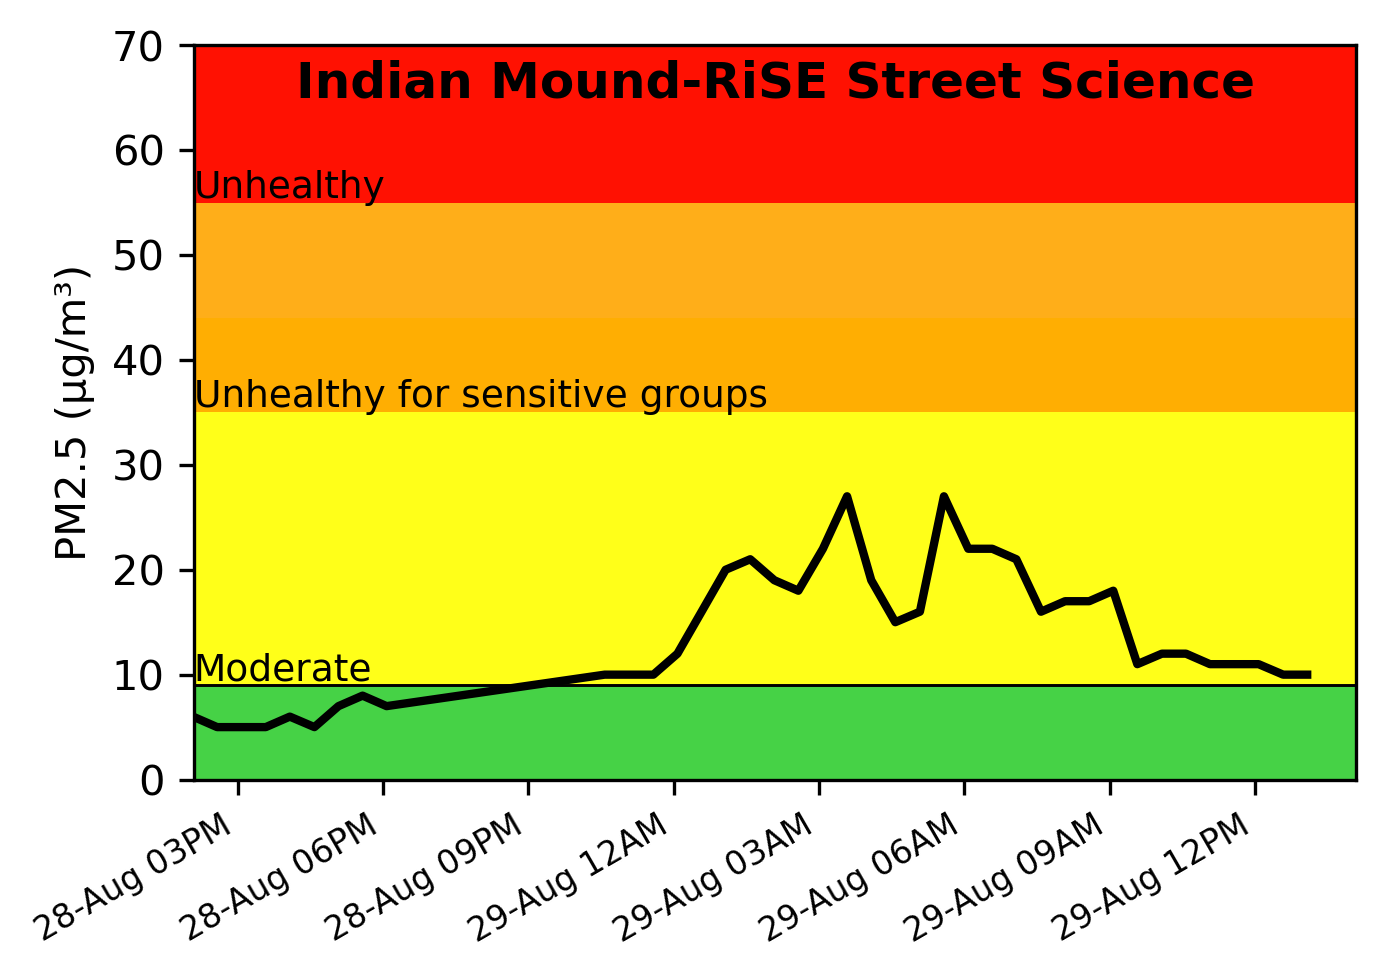 Indian Mound-RiSE Street Science
70
60
50
40
30
20
10
0
PM2.5 (µg/m³)
Unhealthy
Unhealthy for sensitive groups
Moderate
28-Aug 03PM
28-Aug 06PM
28-Aug 09PM
29-Aug 12AM
29-Aug 03AM
29-Aug 06AM
29-Aug 09AM
29-Aug 12PM